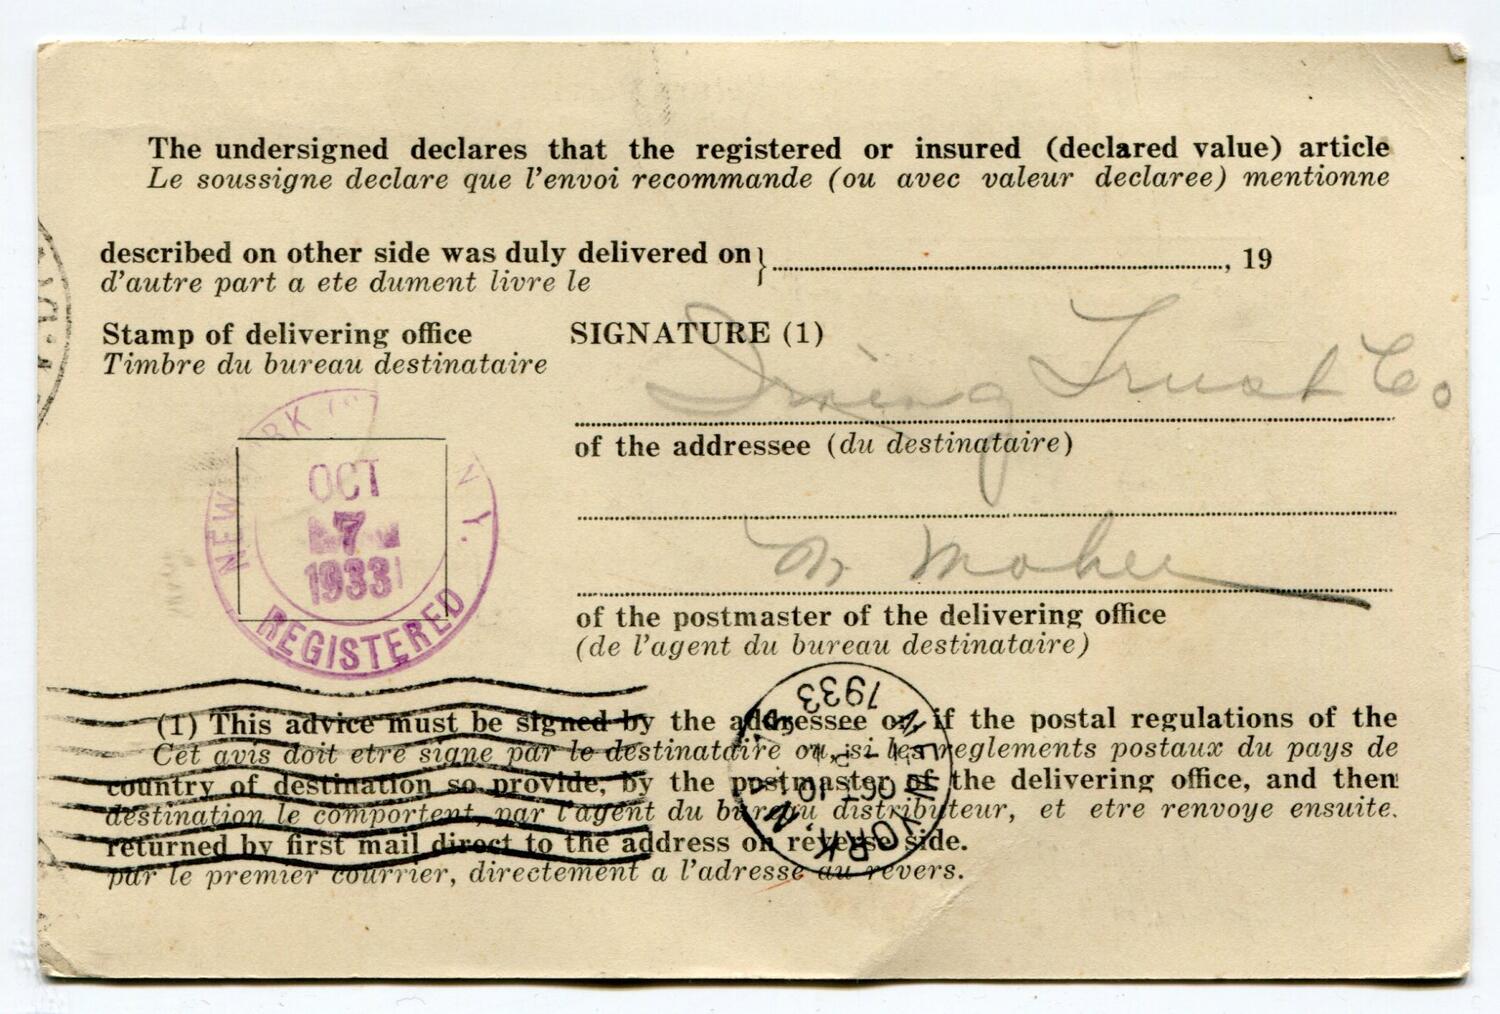 The undersigned declares that the registered or insured (declared value) article
Le soussigne declare que l'envoi recommande (ou avec valeur declaree) mentionne
described on other side was duly delivered on} , 19
d'autre part a ete dument livre le
Stamp of delivering office
Timbre du bureau destinataire
SIGNATURE (1)
Irving Trust Co
of the addressee (du destinataire)
NEW YORK N.Y.
OCT
7
1933
REGISTERED
Maher
of the postmaster of the delivering office
(de l'agent du bureau destinataire)
1933
(1) This advice must be signed by the addressee or, if the postal regulations of the
Cet avis doit etre signe par le destinataire ou, si les reglements postaux du pays de
country of destination so provide, by the postmaster of the delivering office, and then
destination le comportent, par l'agent du bureau distributeur, et etre renvoye ensuite.
returned by first mail direct to the address on reverse side.
par le premier courrier, directement a l'adresse au revers.